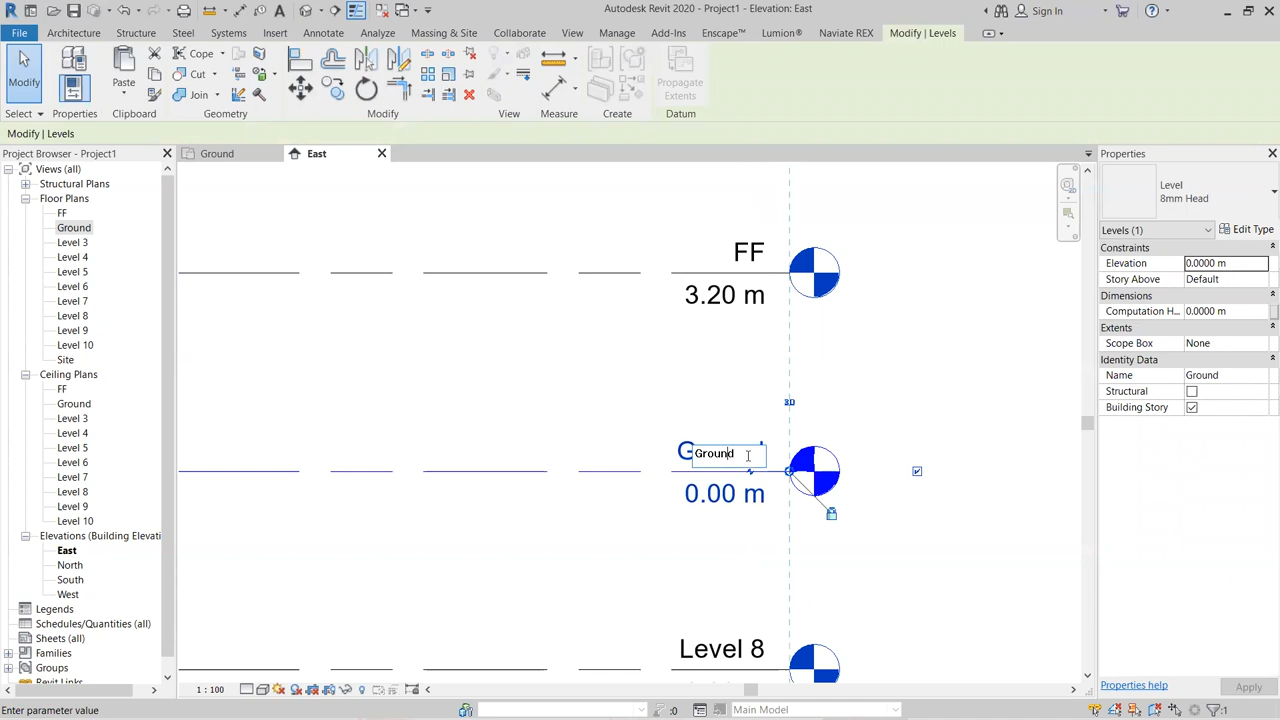 Autodesk Revit 2020 - Project1 - Elevation: East
Sign In
File Architecture Structure Steel Systems Insert Annotate Analyze Massing & Site Collaborate View Manage Add-Ins Enscape™ Lumion® Naviate REX Modify | Levels
Modify
Paste
Cope
Cut
Join
Propagate
Extents
Select Properties Clipboard Geometry Modify View Measure Create Datum
Modify | Levels
Project Browser - Project1
Ground
East
Properties
Views (all)
Structural Plans
Floor Plans
FF
Ground
Level 3
Level 4
Level 5
Level 6
Level 7
Level 8
Level 9
Level 10
Site
Ceiling Plans
FF
Ground
Level 3
Level 4
Level 5
Level 6
Level 7
Level 8
Level 9
Level 10
Elevations (Building Elevati
East
North
South
West
Legends
Schedules/Quantities (all)
Sheets (all)
Families
Groups
Revit Links
FF
3.20 m
3D
G
Ground
0.00 m
Level 8
Level
8mm Head
Levels (1)
Edit Type
Constraints
Elevation 0.0000 m
Story Above Default
Dimensions
Computation H... 0.0000 m
Extents
Scope Box None
Identity Data
Name Ground
Structural
Building Story
Properties help
Apply
1 : 100
Enter parameter value
:0
Main Model
:1